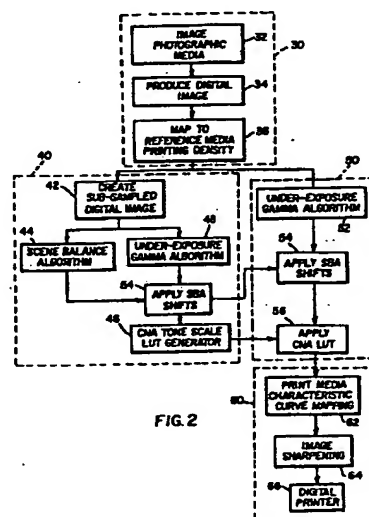 IMAGE
PHOTOGRAPHIC
MEDIA
32
30
PRODUCE DIGITAL
IMAGE
34
MAP TO
REFERENCE MEDIA
PRINTING DENSITY
36
40
42
CREATE
SUB-SAMPLED
DIGITAL IMAGE
44
SCENE BALANCE
ALGORITHM
48
UNDER-EXPOSURE
GAMMA ALGORITHM
54
APPLY SBA
SHIFTS
46
CNA TONE SCALE
LUT GENERATOR
50
UNDER-EXPOSURE
GAMMA ALGORITHM
52
54
APPLY SBA
SHIFTS
56
APPLY
CNA LUT
60
PRINT MEDIA
CHARACTERISTIC
CURVE MAPPING
62
IMAGE
SHARPENING
64
66
DIGITAL
PRINTER
FIG. 2